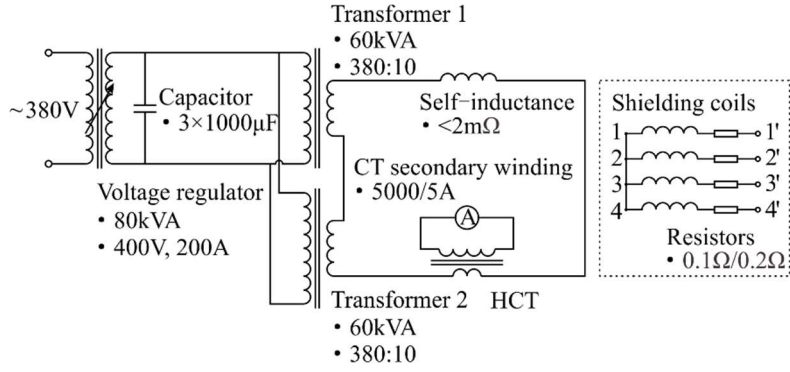 Transformer 1
• 60kVA
• 380:10
~380V
Capacitor
• 3×1000μF
Self-inductance
• <2mΩ
CT secondary winding
• 5000/5A
A
Voltage regulator
• 80kVA
• 400V, 200A
Transformer 2
• 60kVA
• 380:10
HCT
Shielding coils
1 1'
2 2'
3 3'
4 4'
Resistors
• 0.1Ω/0.2Ω